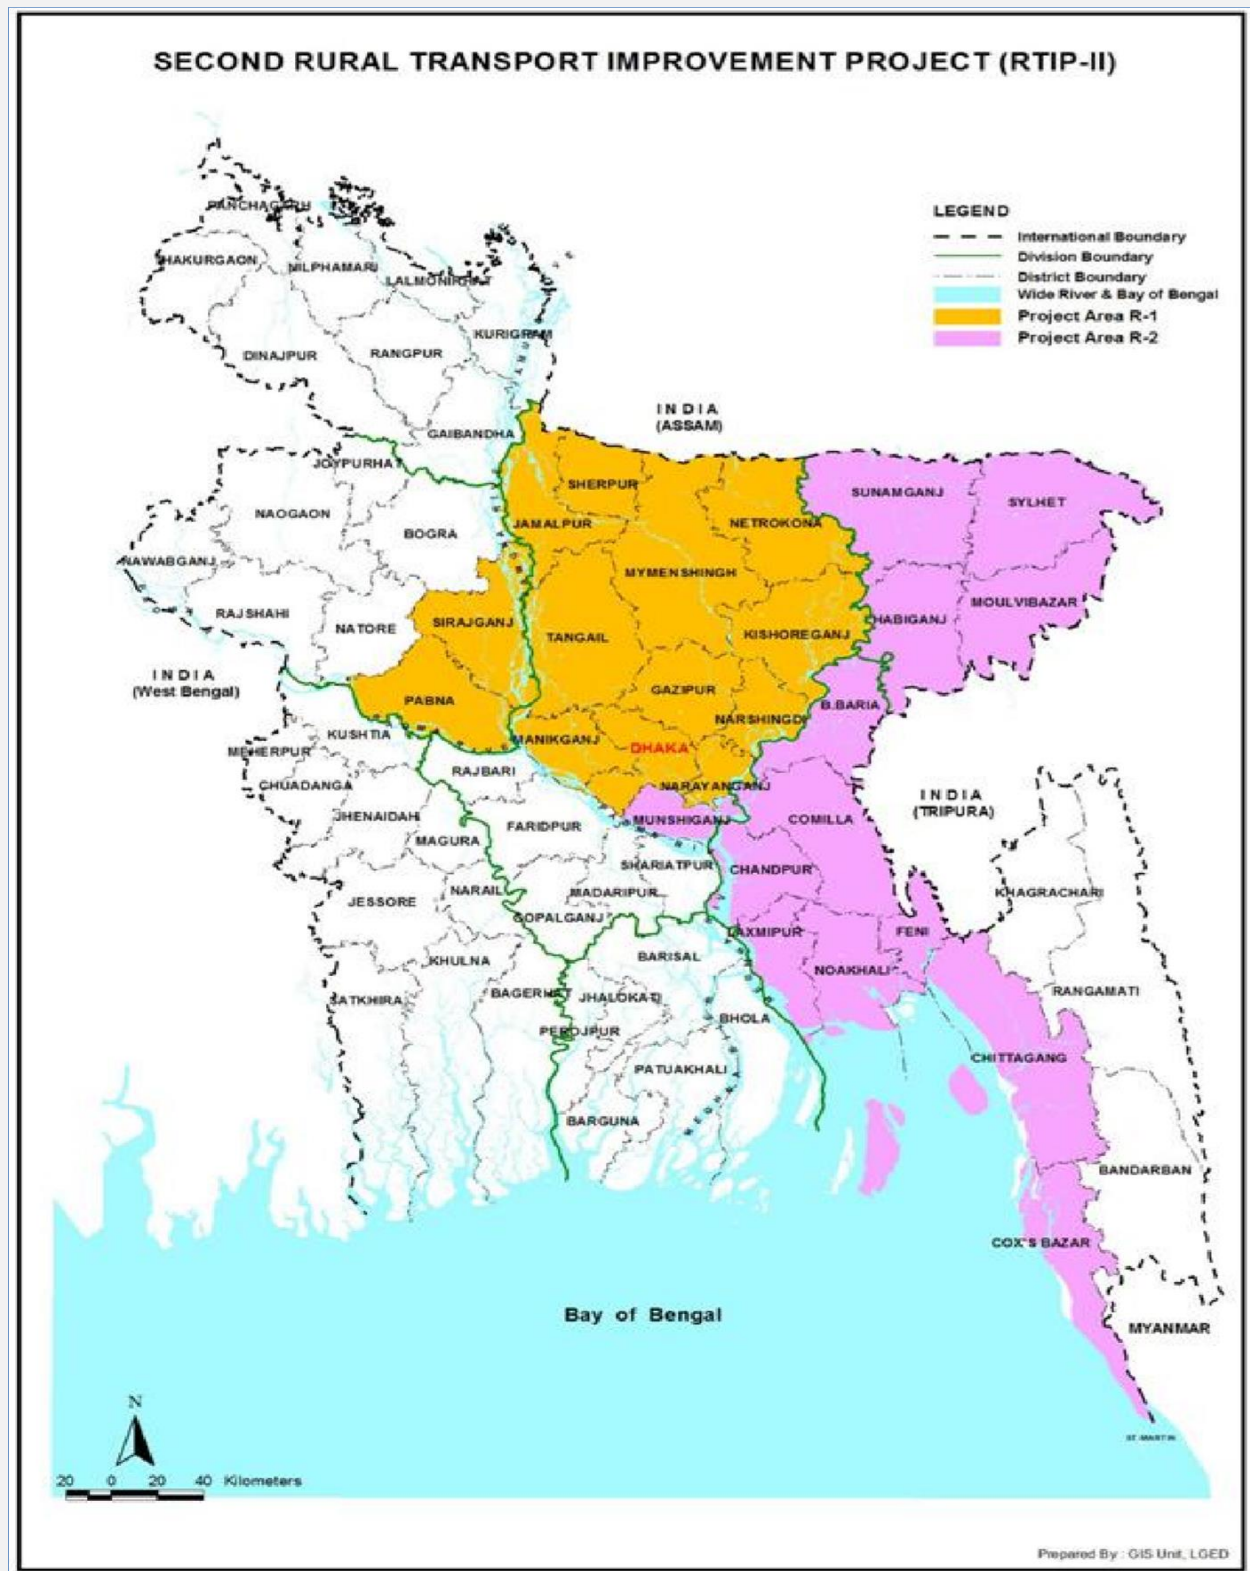 SECOND RURAL TRANSPORT IMPROVEMENT PROJECT (RTIP-II)
LEGEND
International Boundary
Division Boundary
District Boundary
Wide River & Bay of Bengal
Project Area R-1
Project Area R-2
PANCHAGARH
THAKURGAON
NILPHAMARI
LALMONIRHAT
KURIGRAM
DINAJPUR
RANGPUR
GAIBANDHA
INDIA
(ASSAM)
JOYPURHAT
SHERPUR
SUNAMGANJ
SYLHET
NAOGAON
BOGRA
JAMALPUR
NETROKONA
NAWABGANJ
MYMENSHINGH
RAJSHAHI
NATORE
SIRAJGANJ
TANGAIL
KISHOREGANJ
HABIGANJ
MOULVIBAZAR
INDIA
(West Bengal)
PABNA
GAZIPUR
B.BARIA
NARSHINGDI
KUSHTIA
MANIKGANJ
DHAKA
MEHERPUR
RAJBARI
CHUADANGA
NARAYANGANJ
INDIA
(TRIPURA)
JHENAIDAH
FARIDPUR
MUNSHIGANJ
COMILLA
MAGURA
SHARIATPUR
CHANDPUR
NARAIL
MADARIPUR
KHAGRACHARI
JESSORE
GOPALGANJ
LAXMIPUR
FENI
KHULNA
BARISAL
NOAKHALI
SATKHIRA
BAGERHAT
JHALOKATI
RANGAMATI
PEROJPUR
BHOLA
PATUAKHALI
CHITTAGANG
BARGUNA
BANDARBAN
COX'S BAZAR
Bay of Bengal
MYANMAR
ST.MARTIN
N
20 0 20 40 Kilometers
Prepared By : GIS Unit, LGED